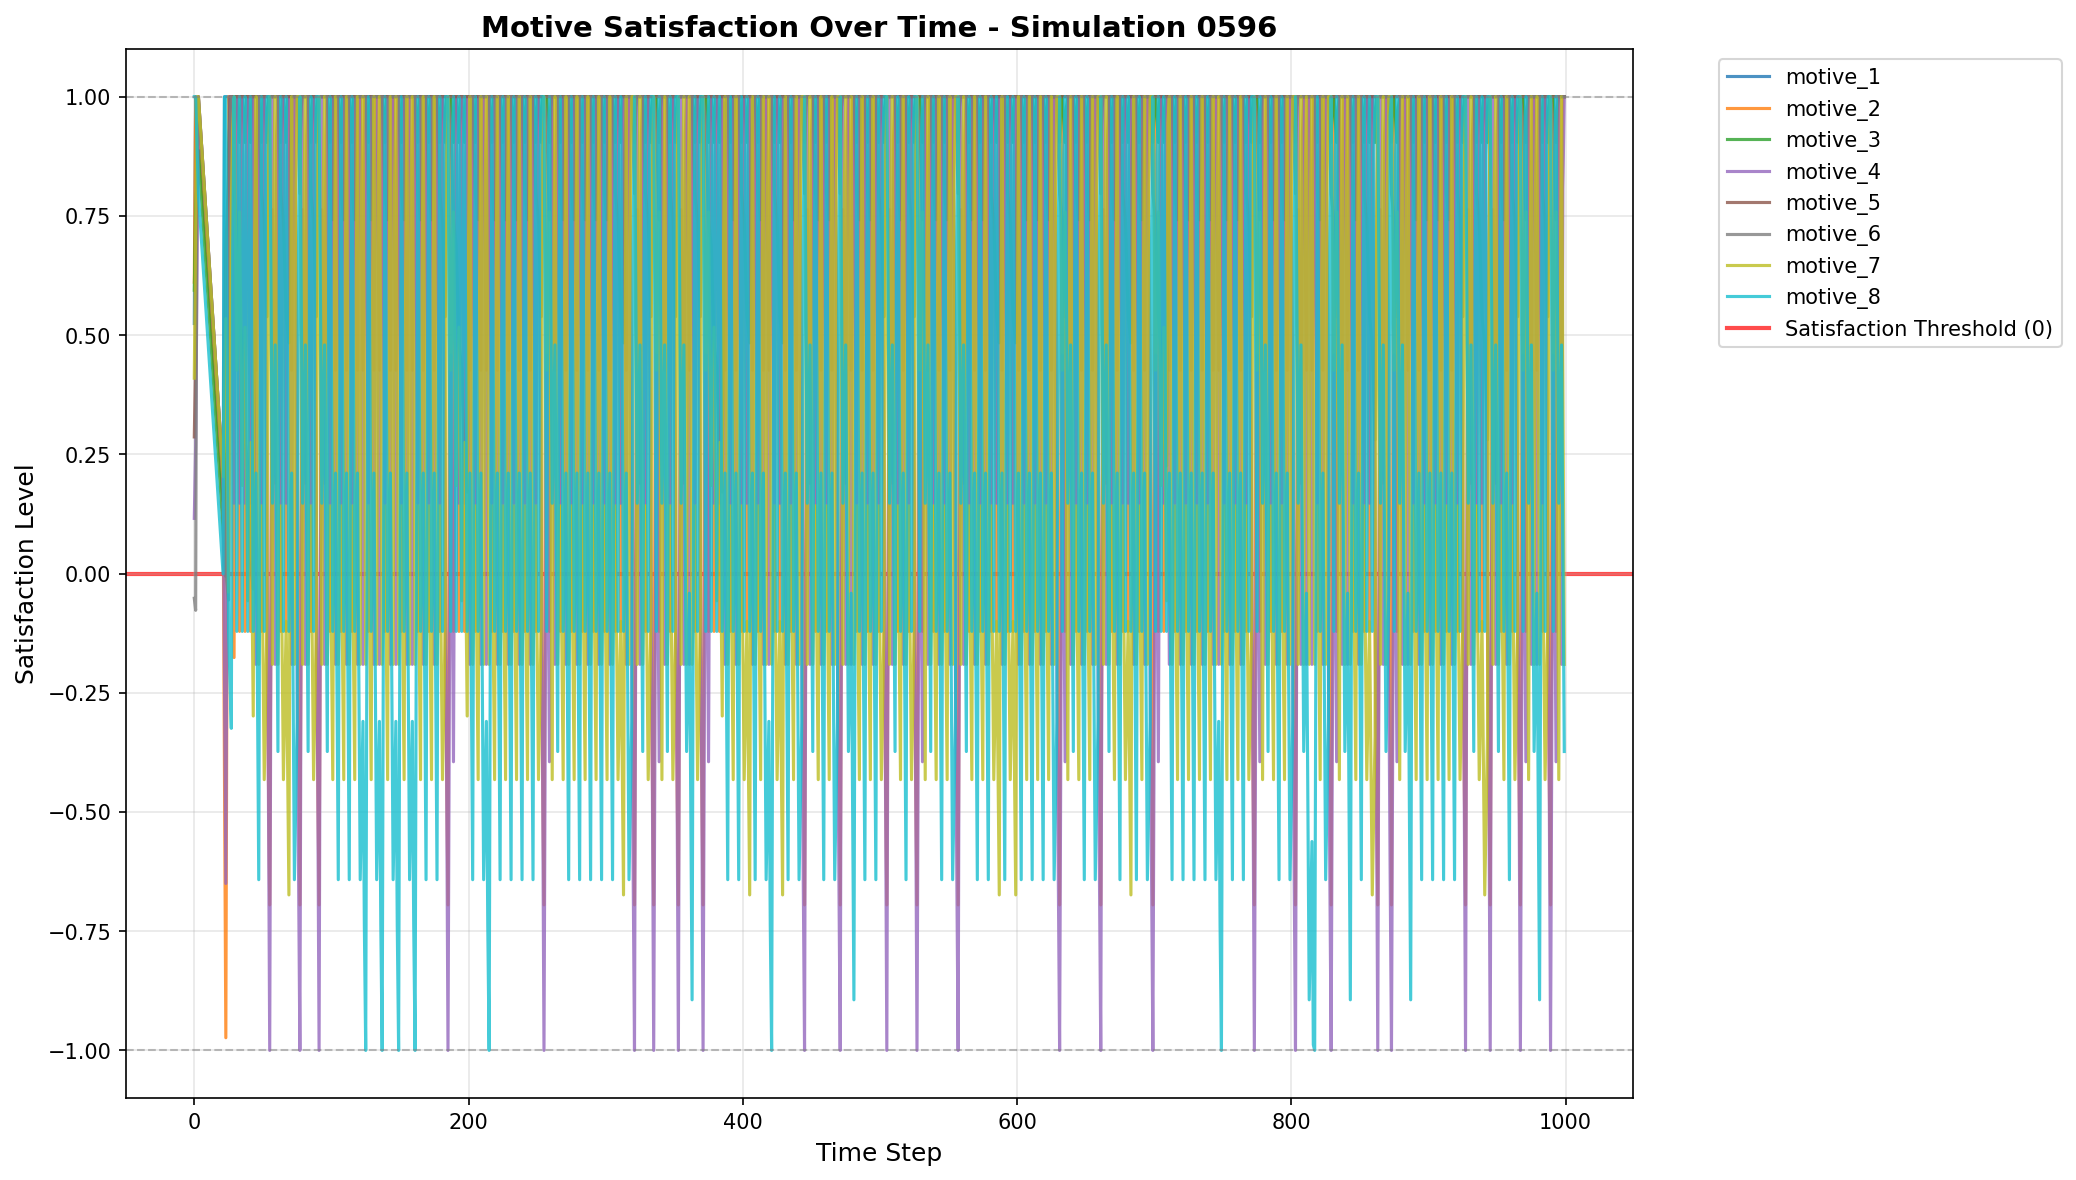 Motive Satisfaction Over Time - Simulation 0596
1.00
0.75
0.50
0.25
0.00
−0.25
−0.50
−0.75
−1.00
Satisfaction Level
0
200
400
600
800
1000
Time Step
motive_1
motive_2
motive_3
motive_4
motive_5
motive_6
motive_7
motive_8
Satisfaction Threshold (0)